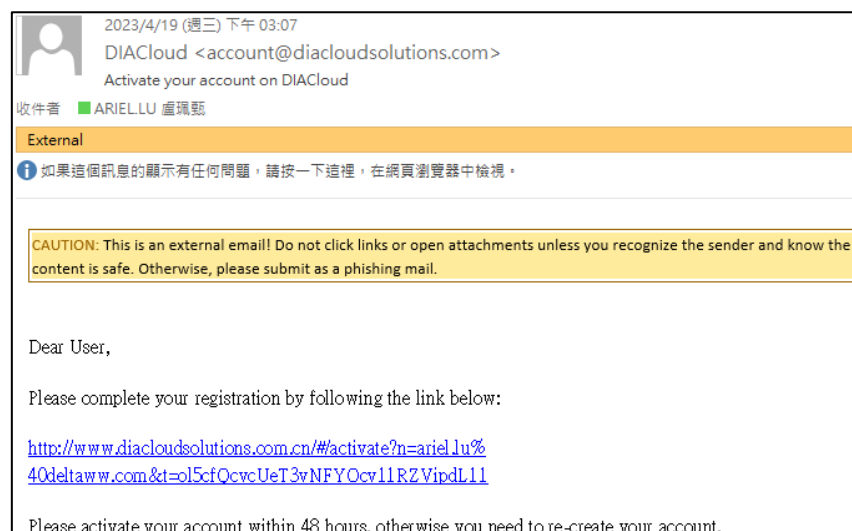 2023/4/19 (週三) 下午 03:07
DIACloud <account@diacloudsolutions.com>
Activate your account on DIACloud
收件者 ARIEL.LU 盧珮甄
External
如果這個訊息的顯示有任何問題，請按一下這裡，在網頁瀏覽器中檢視。
CAUTION: This is an external email! Do not click links or open attachments unless you recognize the sender and know the
content is safe. Otherwise, please submit as a phishing mail.
Dear User,
Please complete your registration by following the link below:
http://www.diacloudsolutions.com.cn/#/activate?n=ariel.lu%
40deltaww.com&t=ol5cfQcvcUeT3vNFYOcv11RZVipdL11
Please activate your account within 48 hours, otherwise you need to re-create your account.